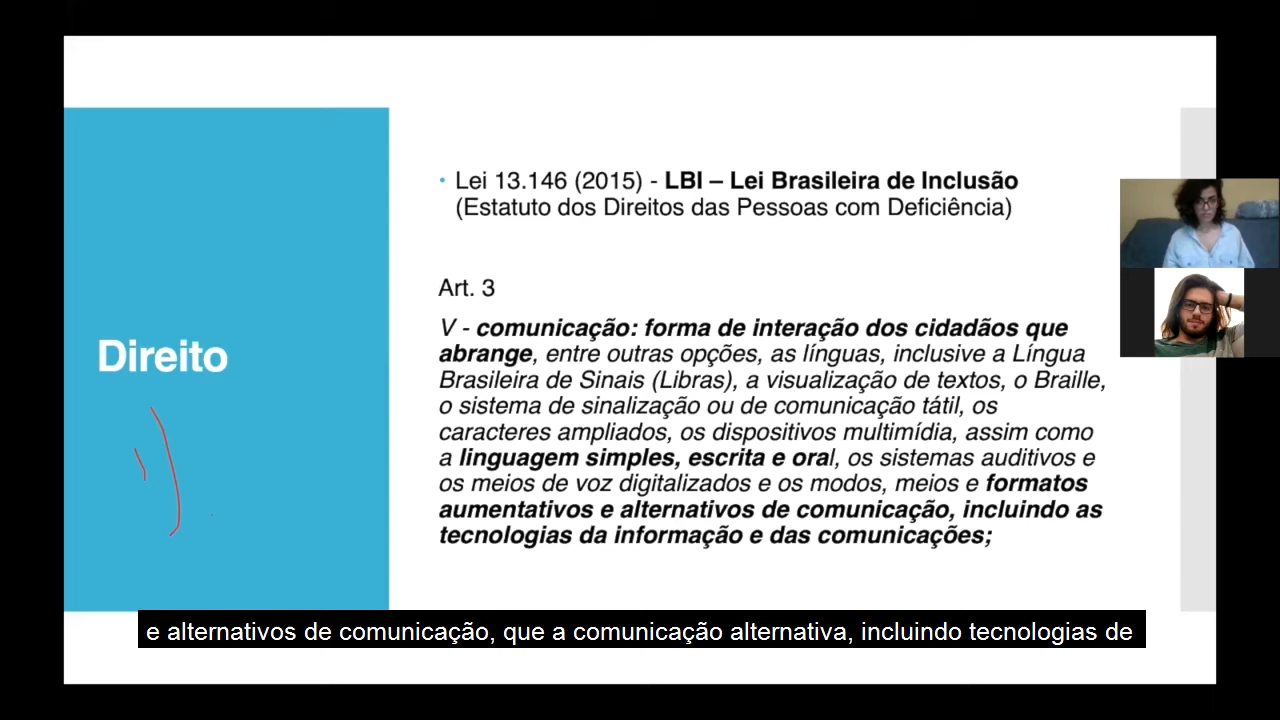 Direito
• Lei 13.146 (2015) - LBI – Lei Brasileira de Inclusão
(Estatuto dos Direitos das Pessoas com Deficiência)
Art. 3
V - comunicação: forma de interação dos cidadãos que
abrange, entre outras opções, as línguas, inclusive a Língua
Brasileira de Sinais (Libras), a visualização de textos, o Braille,
o sistema de sinalização ou de comunicação tátil, os
caracteres ampliados, os dispositivos multimídia, assim como
a linguagem simples, escrita e oral, os sistemas auditivos e
os meios de voz digitalizados e os modos, meios e formatos
aumentativos e alternativos de comunicação, incluindo as
tecnologias da informação e das comunicações;
e alternativos de comunicação, que a comunicação alternativa, incluindo tecnologias de